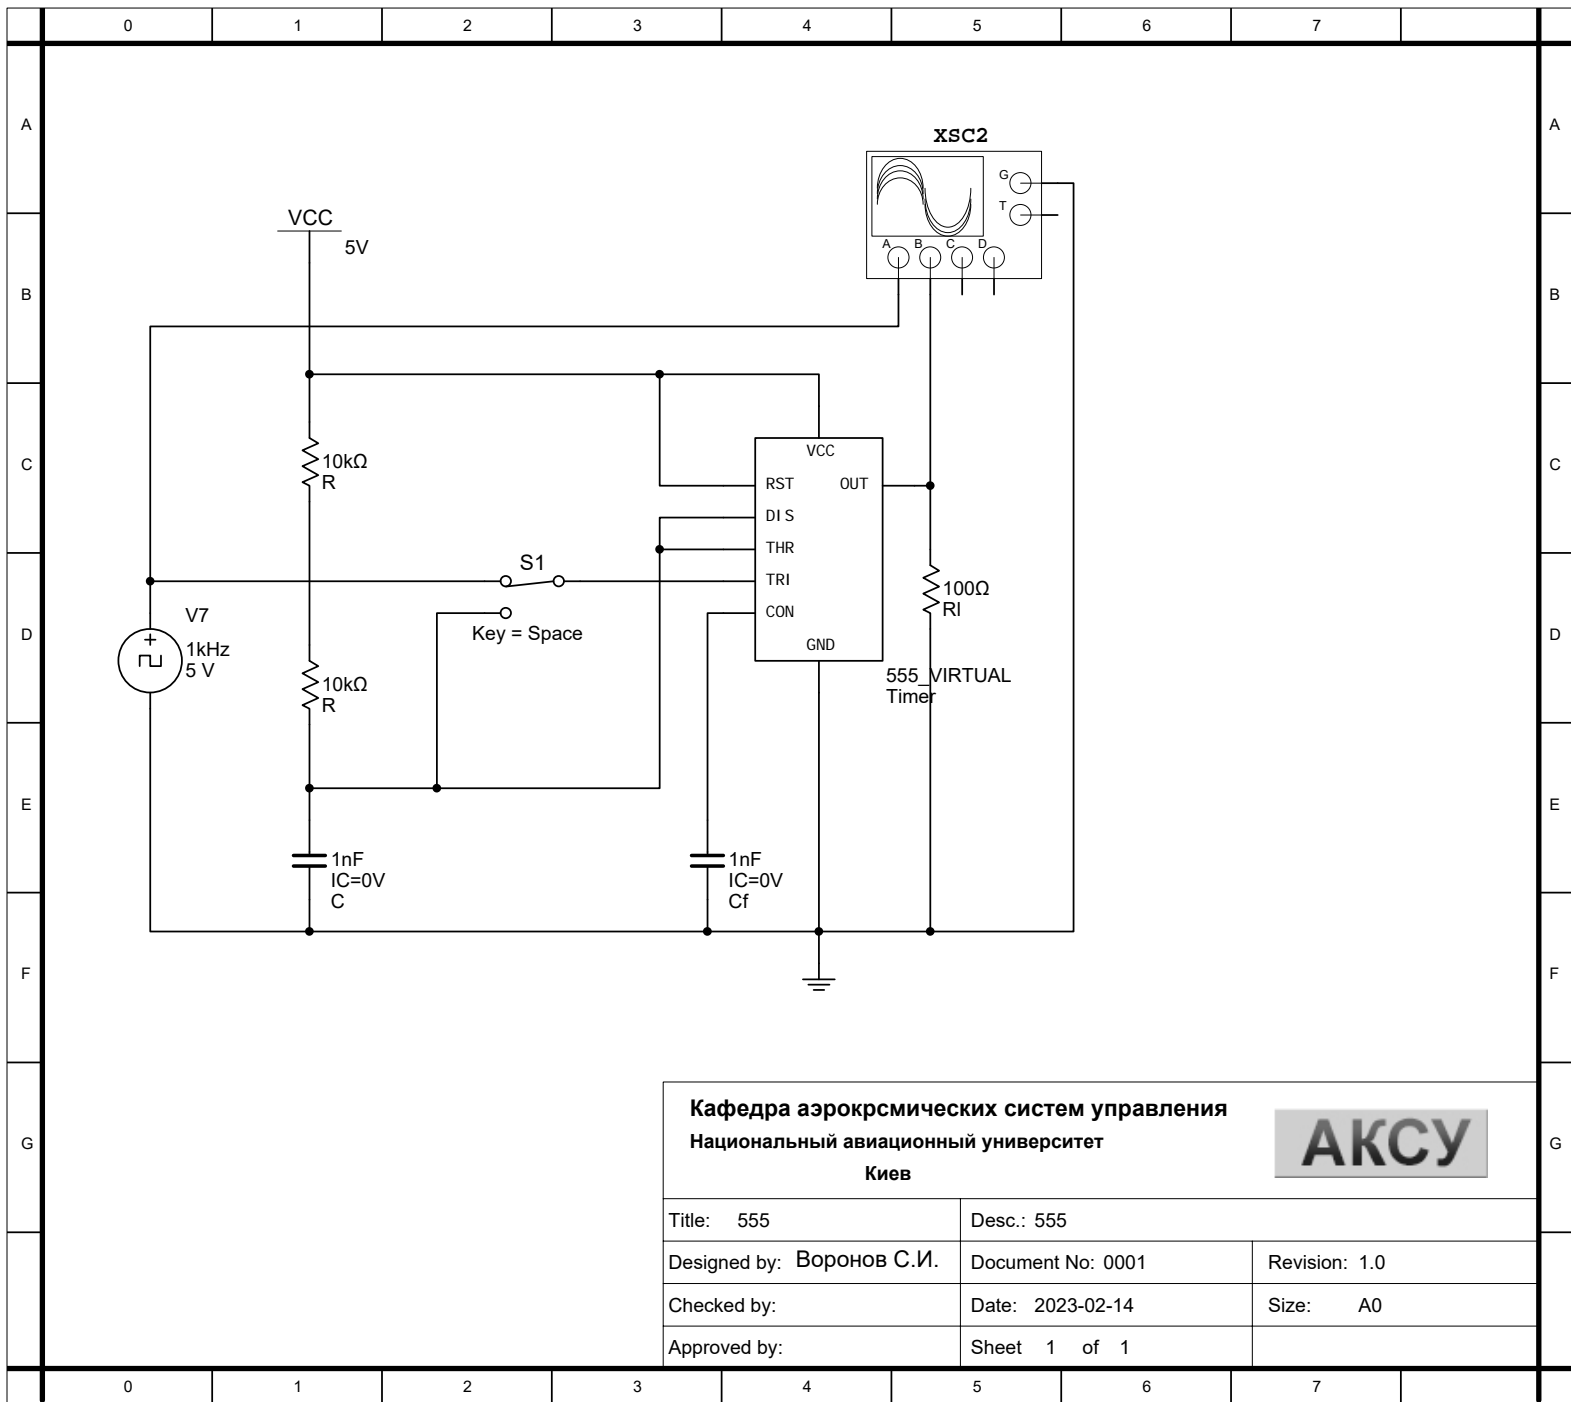 0 1 2 3 4 5 6 7
A A
XSC2
G
T
A B C D
VCC
5V
B B
C C
10kΩ
R
VCC
RST OUT
DIS
THR
TRI
CON
GND
S1
Key = Space
100Ω
Rl
D D
V7
1kHz
5 V
555_VIRTUAL
Timer
10kΩ
R
E E
1nF
IC=0V
C
1nF
IC=0V
Cf
F F
G G
Кафедра аэрокрсмических систем управления
Национальный авиационный университет
Киев
АКСУ
Title: 555
Desc.: 555
Designed by: Воронов С.И.
Document No: 0001
Revision: 1.0
Checked by:
Date: 2023-02-14
Size: A0
Approved by:
Sheet 1 of 1
0 1 2 3 4 5 6 7